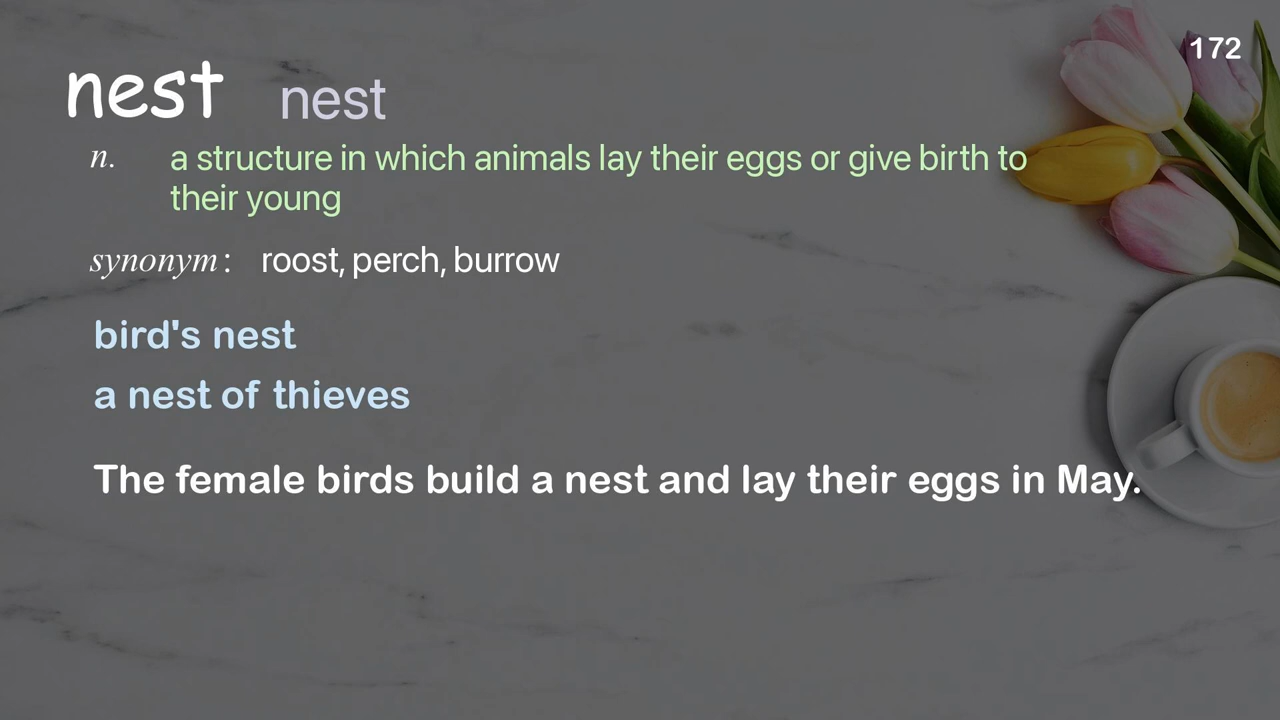 172
nest nest
n. a structure in which animals lay their eggs or give birth to
their young
synonym: roost, perch, burrow
bird's nest
a nest of thieves
The female birds build a nest and lay their eggs in May.